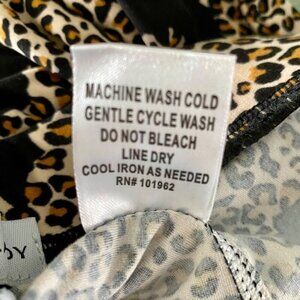 MACHINE WASH COLD
GENTLE CYCLE WASH
DO NOT BLEACH
LINE DRY
COOL IRON AS NEEDED
RN# 101962